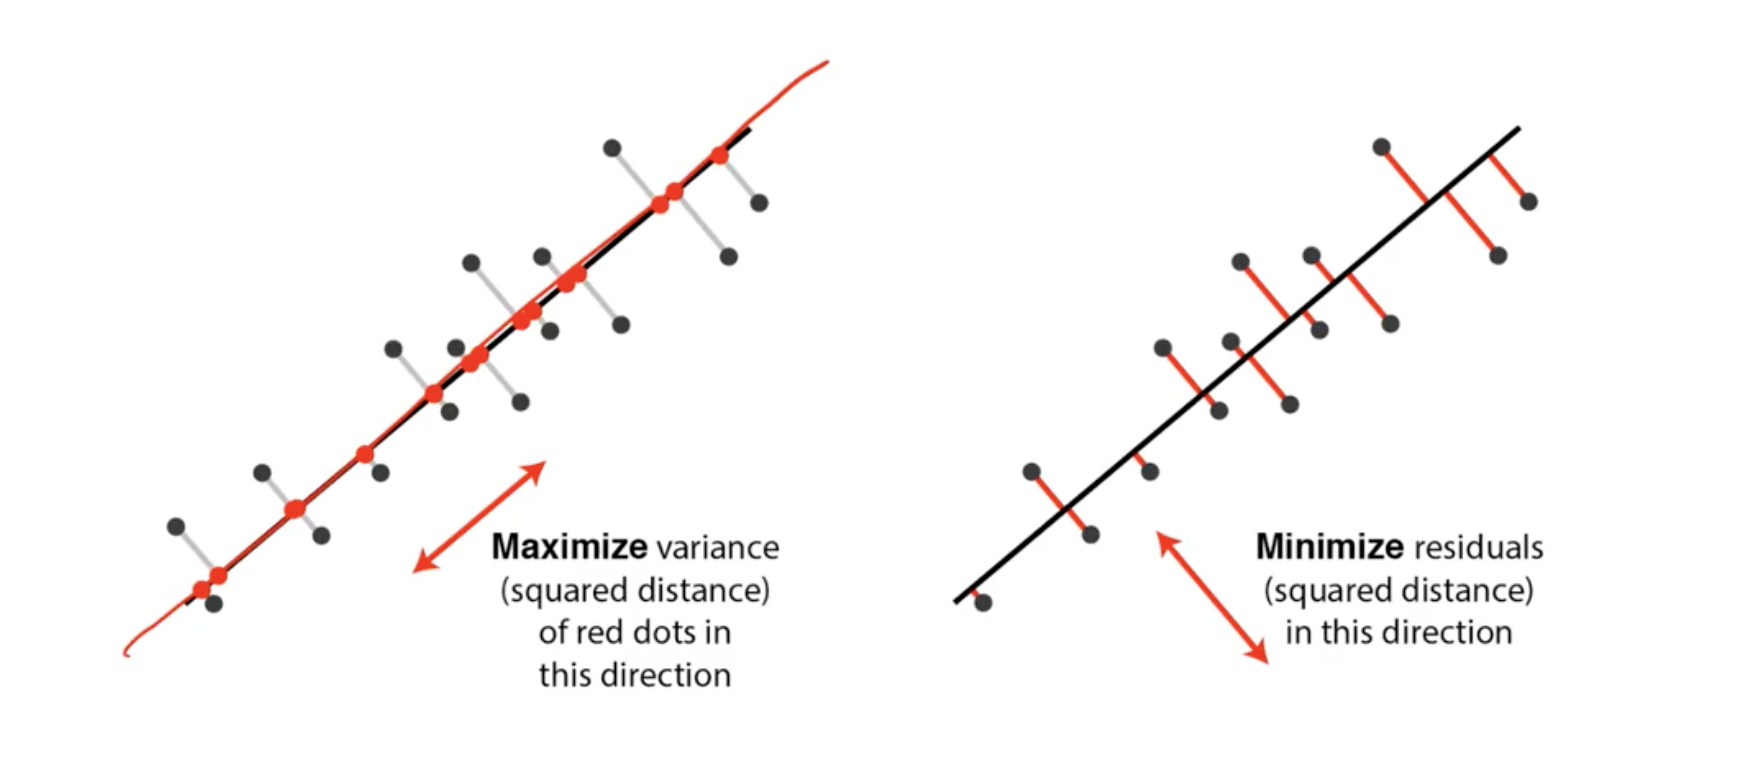 Maximize variance
(squared distance)
of red dots in
this direction
Minimize residuals
(squared distance)
in this direction